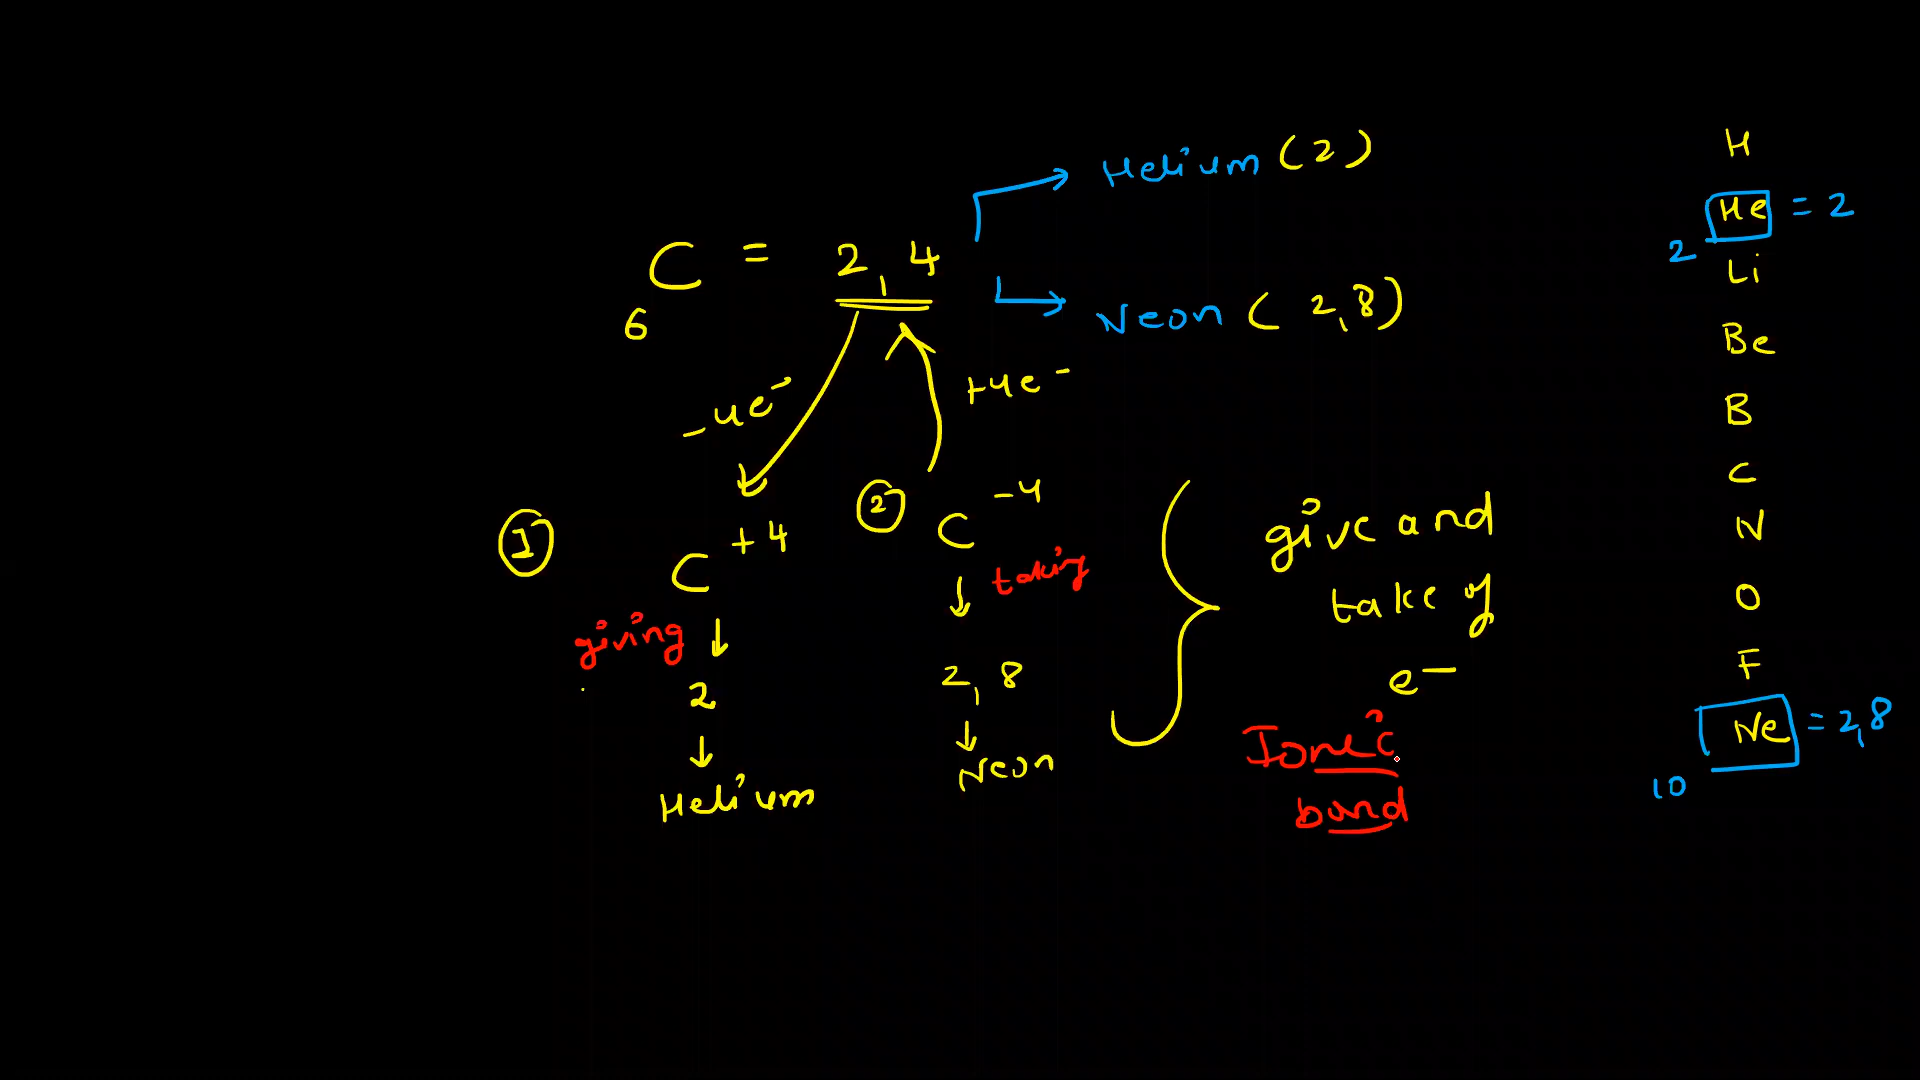 Helium (2)
C = 2, 4
6
Neon ( 2,8)
-4e-
+4e-
1
C+4
giving
2
Helium
2
C-4
taking
2, 8
Neon
give and
take of
e-
Ionic
bond
H
He = 2
2
Li
Be
B
C
N
O
F
Ne = 2,8
10